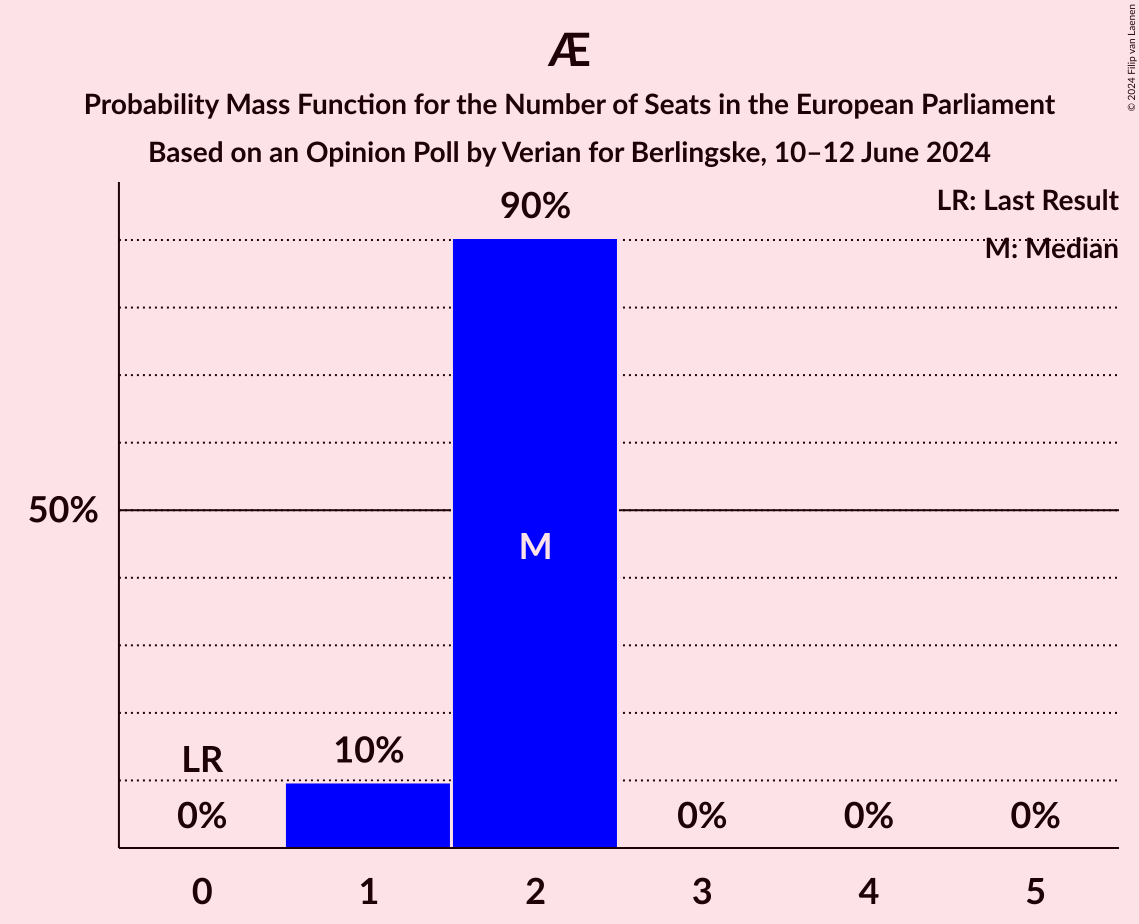 Æ
Probability Mass Function for the Number of Seats in the European Parliament
Based on an Opinion Poll by Verian for Berlingske, 10–12 June 2024
© 2024 Filip van Laenen
LR: Last Result
M: Median
90%
50%
M
LR
10%
0%
0%
0%
0%
0 1 2 3 4 5